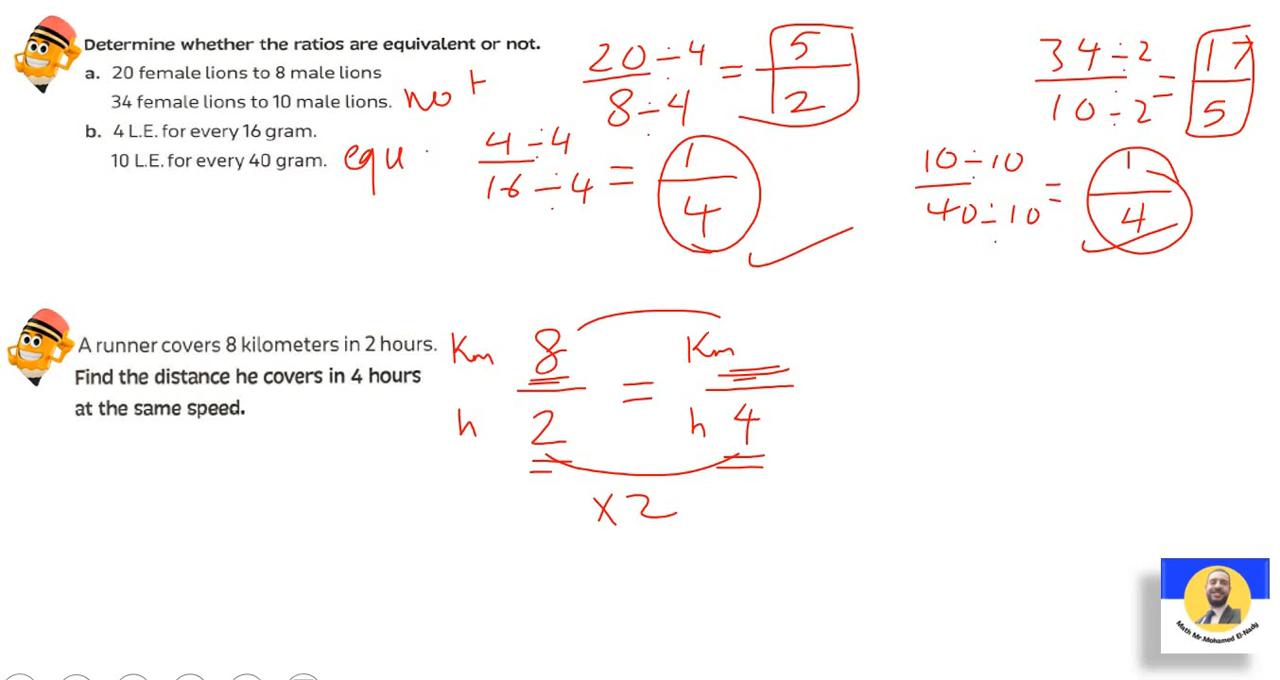 Determine whether the ratios are equivalent or not.
a. 20 female lions to 8 male lions
34 female lions to 10 male lions. not
20 ÷ 4 / 8 ÷ 4 = 5 / 2
34 ÷ 2 / 10 ÷ 2 = 17 / 5
b. 4 L.E. for every 16 gram.
10 L.E. for every 40 gram. equ.
4 ÷ 4 / 16 ÷ 4 = 1 / 4
10 ÷ 10 / 40 ÷ 10 = 1 / 4
A runner covers 8 kilometers in 2 hours.
Find the distance he covers in 4 hours
at the same speed.
Km 8 = Km
h 2 h 4
x 2
Math Mr. Mohamed El-Nady